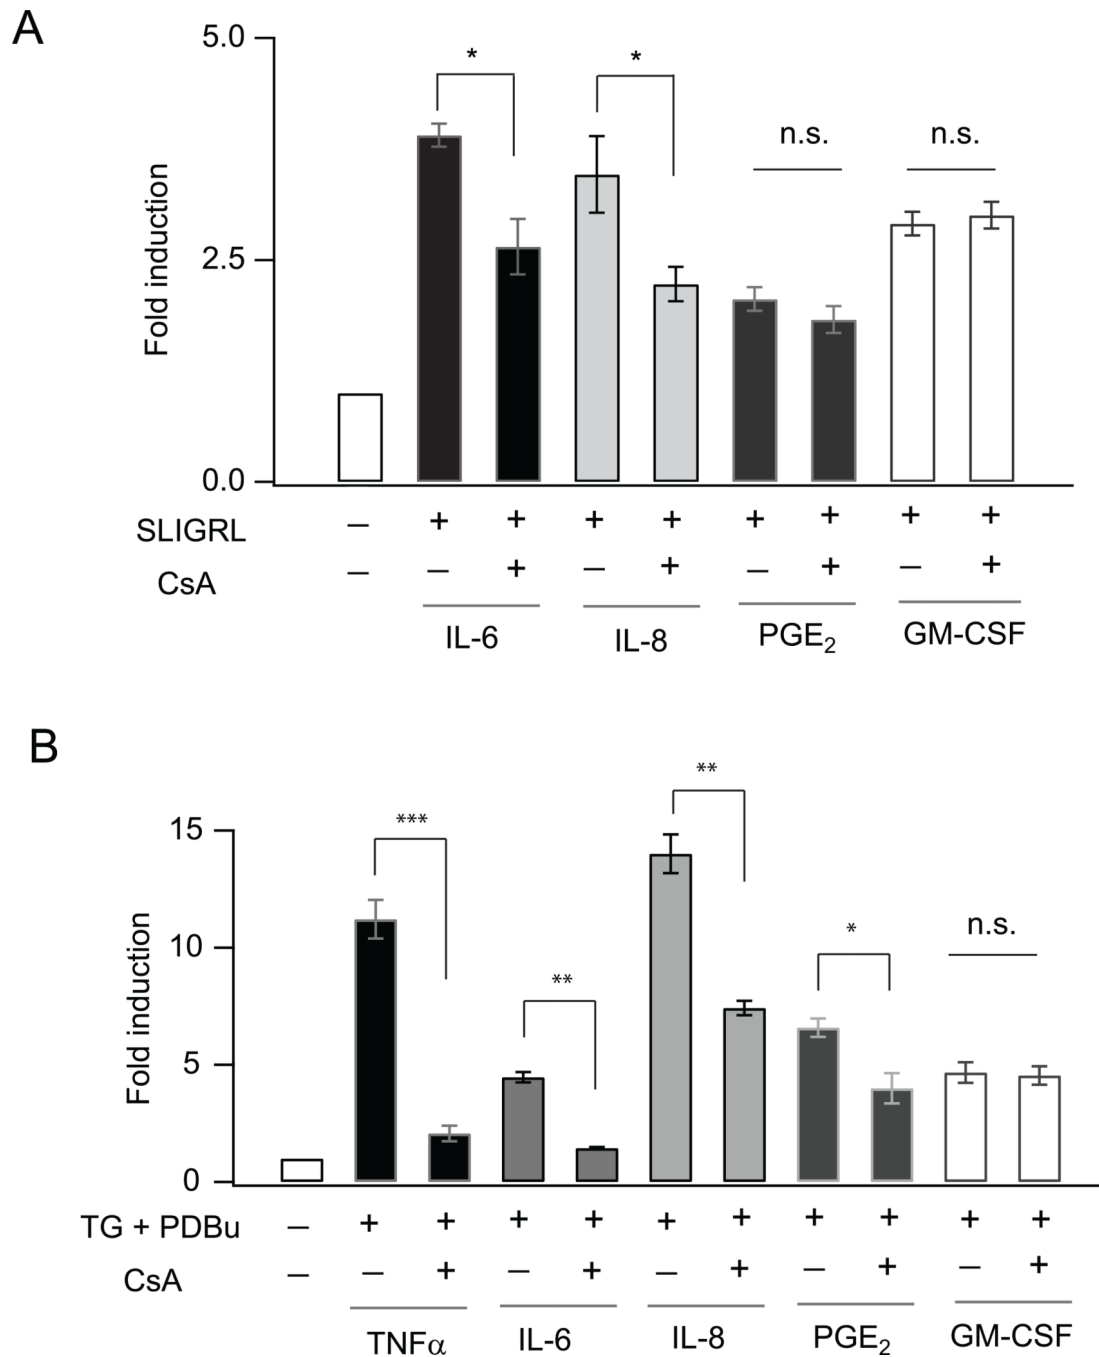 A
5.0
2.5
0.0
Fold induction
* *
n.s. n.s.
SLIGRL – + + + + + + + +
CsA – – + – + – + – +
IL-6 IL-8 PGE₂ GM-CSF
B
15
10
5
0
Fold induction
*** ** ** * n.s.
TG + PDBu – + + + + + + + + + +
CsA – – + – + – + – + – +
TNFα IL-6 IL-8 PGE₂ GM-CSF